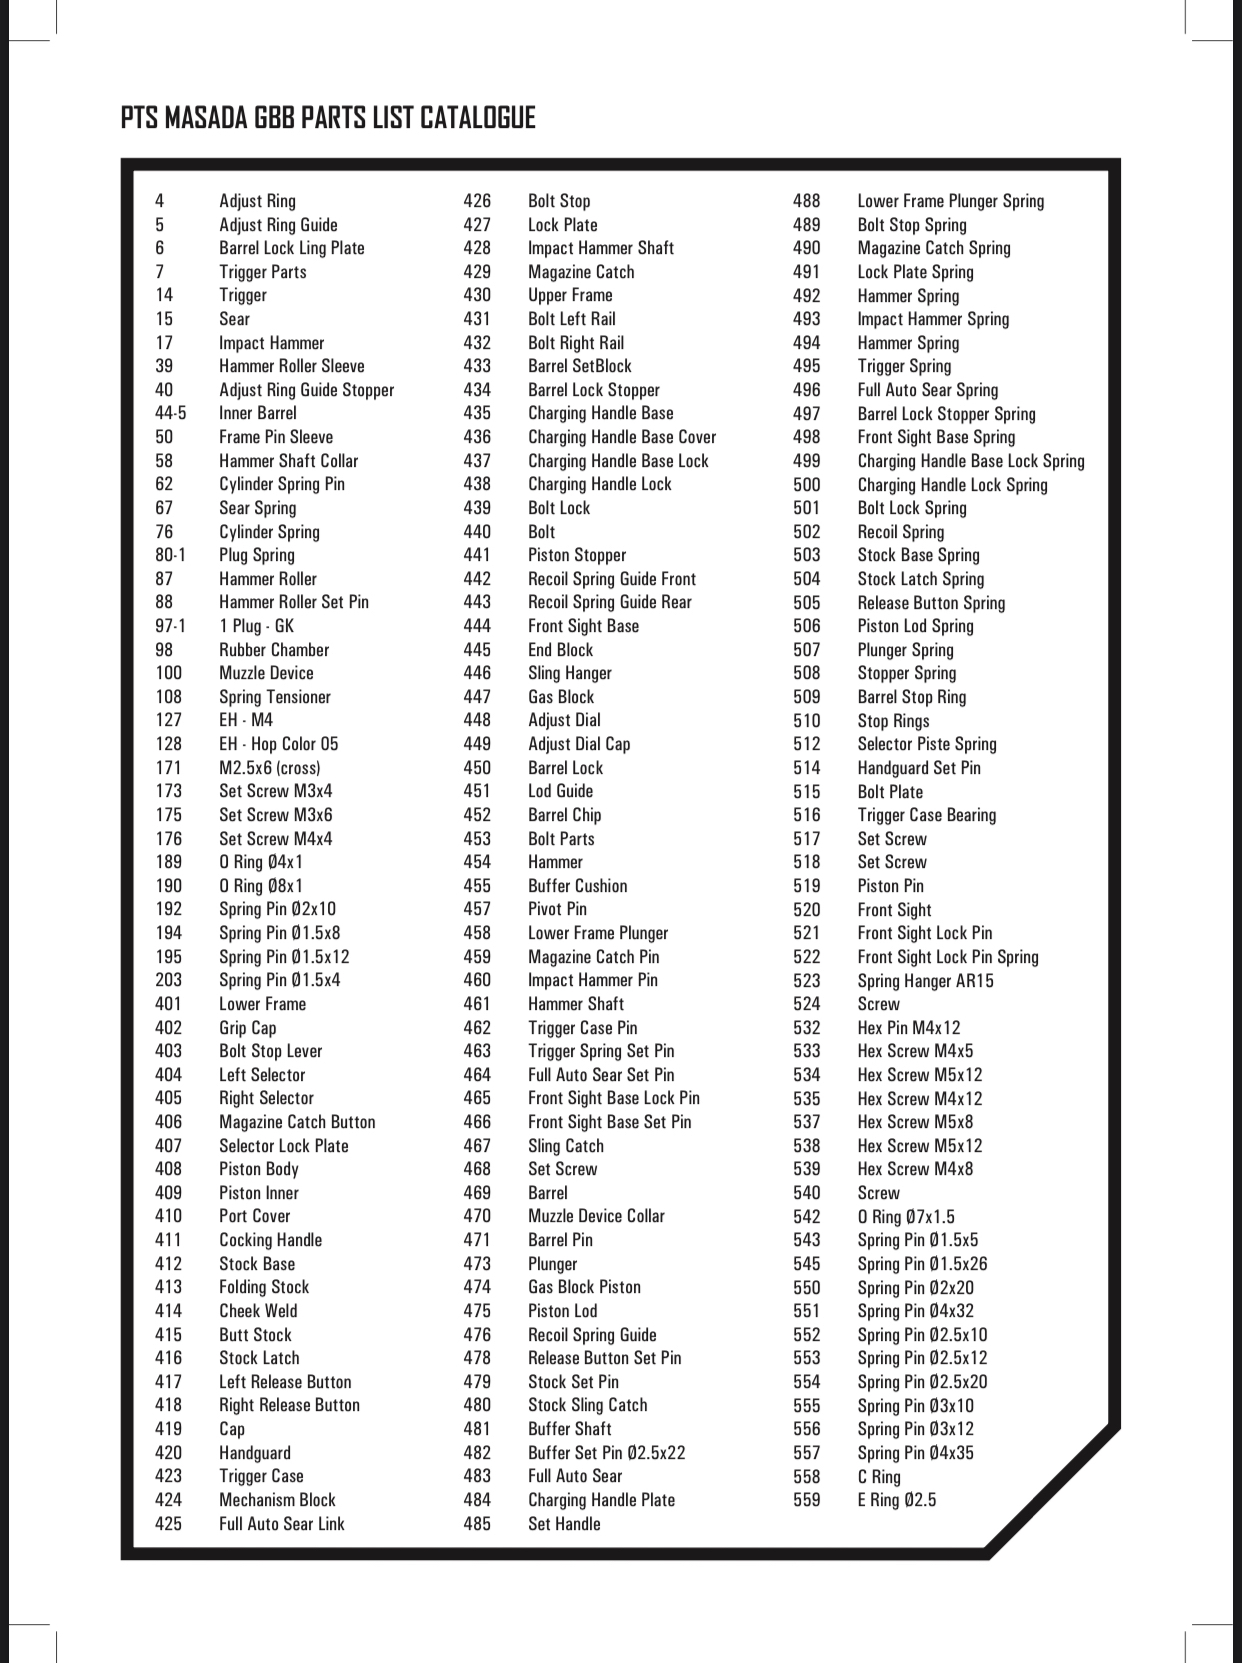 PTS MASADA GBB PARTS LIST CATALOGUE
4 Adjust Ring
5 Adjust Ring Guide
6 Barrel Lock Ling Plate
7 Trigger Parts
14 Trigger
15 Sear
17 Impact Hammer
39 Hammer Roller Sleeve
40 Adjust Ring Guide Stopper
44-5 Inner Barrel
50 Frame Pin Sleeve
58 Hammer Shaft Collar
62 Cylinder Spring Pin
67 Sear Spring
76 Cylinder Spring
80-1 Plug Spring
87 Hammer Roller
88 Hammer Roller Set Pin
97-1 1 Plug - GK
98 Rubber Chamber
100 Muzzle Device
108 Spring Tensioner
127 EH - M4
128 EH - Hop Color 05
171 M2.5x6 (cross)
173 Set Screw M3x4
175 Set Screw M3x6
176 Set Screw M4x4
189 O Ring Ø4x1
190 O Ring Ø8x1
192 Spring Pin Ø2x10
194 Spring Pin Ø1.5x8
195 Spring Pin Ø1.5x12
203 Spring Pin Ø1.5x4
401 Lower Frame
402 Grip Cap
403 Bolt Stop Lever
404 Left Selector
405 Right Selector
406 Magazine Catch Button
407 Selector Lock Plate
408 Piston Body
409 Piston Inner
410 Port Cover
411 Cocking Handle
412 Stock Base
413 Folding Stock
414 Cheek Weld
415 Butt Stock
416 Stock Latch
417 Left Release Button
418 Right Release Button
419 Cap
420 Handguard
423 Trigger Case
424 Mechanism Block
425 Full Auto Sear Link
426 Bolt Stop
427 Lock Plate
428 Impact Hammer Shaft
429 Magazine Catch
430 Upper Frame
431 Bolt Left Rail
432 Bolt Right Rail
433 Barrel SetBlock
434 Barrel Lock Stopper
435 Charging Handle Base
436 Charging Handle Base Cover
437 Charging Handle Base Lock
438 Charging Handle Lock
439 Bolt Lock
440 Bolt
441 Piston Stopper
442 Recoil Spring Guide Front
443 Recoil Spring Guide Rear
444 Front Sight Base
445 End Block
446 Sling Hanger
447 Gas Block
448 Adjust Dial
449 Adjust Dial Cap
450 Barrel Lock
451 Lod Guide
452 Barrel Chip
453 Bolt Parts
454 Hammer
455 Buffer Cushion
457 Pivot Pin
458 Lower Frame Plunger
459 Magazine Catch Pin
460 Impact Hammer Pin
461 Hammer Shaft
462 Trigger Case Pin
463 Trigger Spring Set Pin
464 Full Auto Sear Set Pin
465 Front Sight Base Lock Pin
466 Front Sight Base Set Pin
467 Sling Catch
468 Set Screw
469 Barrel
470 Muzzle Device Collar
471 Barrel Pin
473 Plunger
474 Gas Block Piston
475 Piston Lod
476 Recoil Spring Guide
478 Release Button Set Pin
479 Stock Set Pin
480 Stock Sling Catch
481 Buffer Shaft
482 Buffer Set Pin Ø2.5x22
483 Full Auto Sear
484 Charging Handle Plate
485 Set Handle
488 Lower Frame Plunger Spring
489 Bolt Stop Spring
490 Magazine Catch Spring
491 Lock Plate Spring
492 Hammer Spring
493 Impact Hammer Spring
494 Hammer Spring
495 Trigger Spring
496 Full Auto Sear Spring
497 Barrel Lock Stopper Spring
498 Front Sight Base Spring
499 Charging Handle Base Lock Spring
500 Charging Handle Lock Spring
501 Bolt Lock Spring
502 Recoil Spring
503 Stock Base Spring
504 Stock Latch Spring
505 Release Button Spring
506 Piston Lod Spring
507 Plunger Spring
508 Stopper Spring
509 Barrel Stop Ring
510 Stop Rings
512 Selector Piste Spring
514 Handguard Set Pin
515 Bolt Plate
516 Trigger Case Bearing
517 Set Screw
518 Set Screw
519 Piston Pin
520 Front Sight
521 Front Sight Lock Pin
522 Front Sight Lock Pin Spring
523 Spring Hanger AR15
524 Screw
532 Hex Pin M4x12
533 Hex Screw M4x5
534 Hex Screw M5x12
535 Hex Screw M4x12
537 Hex Screw M5x8
538 Hex Screw M5x12
539 Hex Screw M4x8
540 Screw
542 O Ring Ø7x1.5
543 Spring Pin Ø1.5x5
545 Spring Pin Ø1.5x26
550 Spring Pin Ø2x20
551 Spring Pin Ø4x32
552 Spring Pin Ø2.5x10
553 Spring Pin Ø2.5x12
554 Spring Pin Ø2.5x20
555 Spring Pin Ø3x10
556 Spring Pin Ø3x12
557 Spring Pin Ø4x35
558 C Ring
559 E Ring Ø2.5